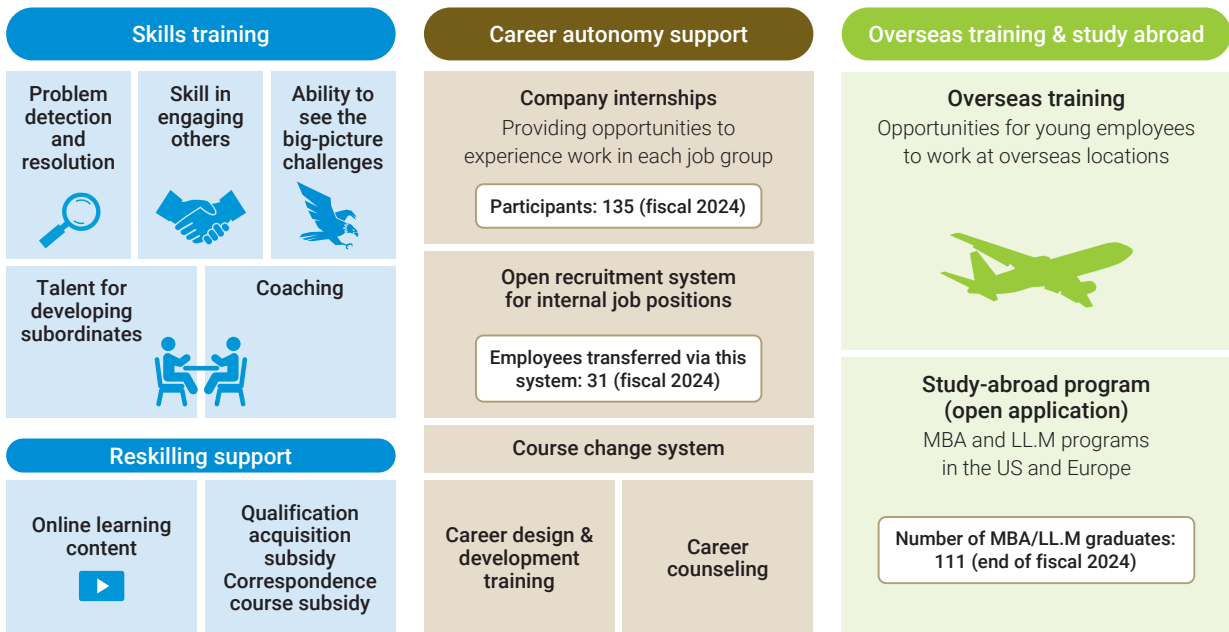 Skills training
Problem
detection
and
resolution
Skill in
engaging
others
Ability to
see the
big-picture
challenges
Talent for
developing
subordinates
Coaching
Reskilling support
Online learning
content
Qualification
acquisition
subsidy
Correspondence
course subsidy
Career autonomy support
Company internships
Providing opportunities to
experience work in each job group
Participants: 135 (fiscal 2024)
Open recruitment system
for internal job positions
Employees transferred via this
system: 31 (fiscal 2024)
Course change system
Career design &
development
training
Career
counseling
Overseas training & study abroad
Overseas training
Opportunities for young employees
to work at overseas locations
Study-abroad program
(open application)
MBA and LL.M programs
in the US and Europe
Number of MBA/LL.M graduates:
111 (end of fiscal 2024)